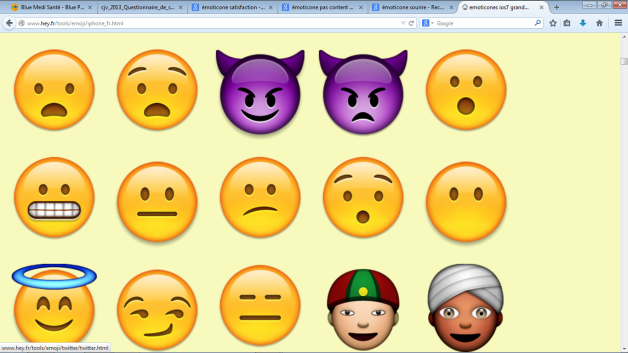 Blue Medi Santé - Blue P...
cjv_2013_Questionnaire_de_s...
émoticone satisfaction -...
émoticone pas content ...
émoticone sourire - Rec...
emoticones ios7 grand...
www.hey.fr/tools/emoji/iphone_fr.html
Google
www.hey.fr/tools/emoji/twitter/twitter.html